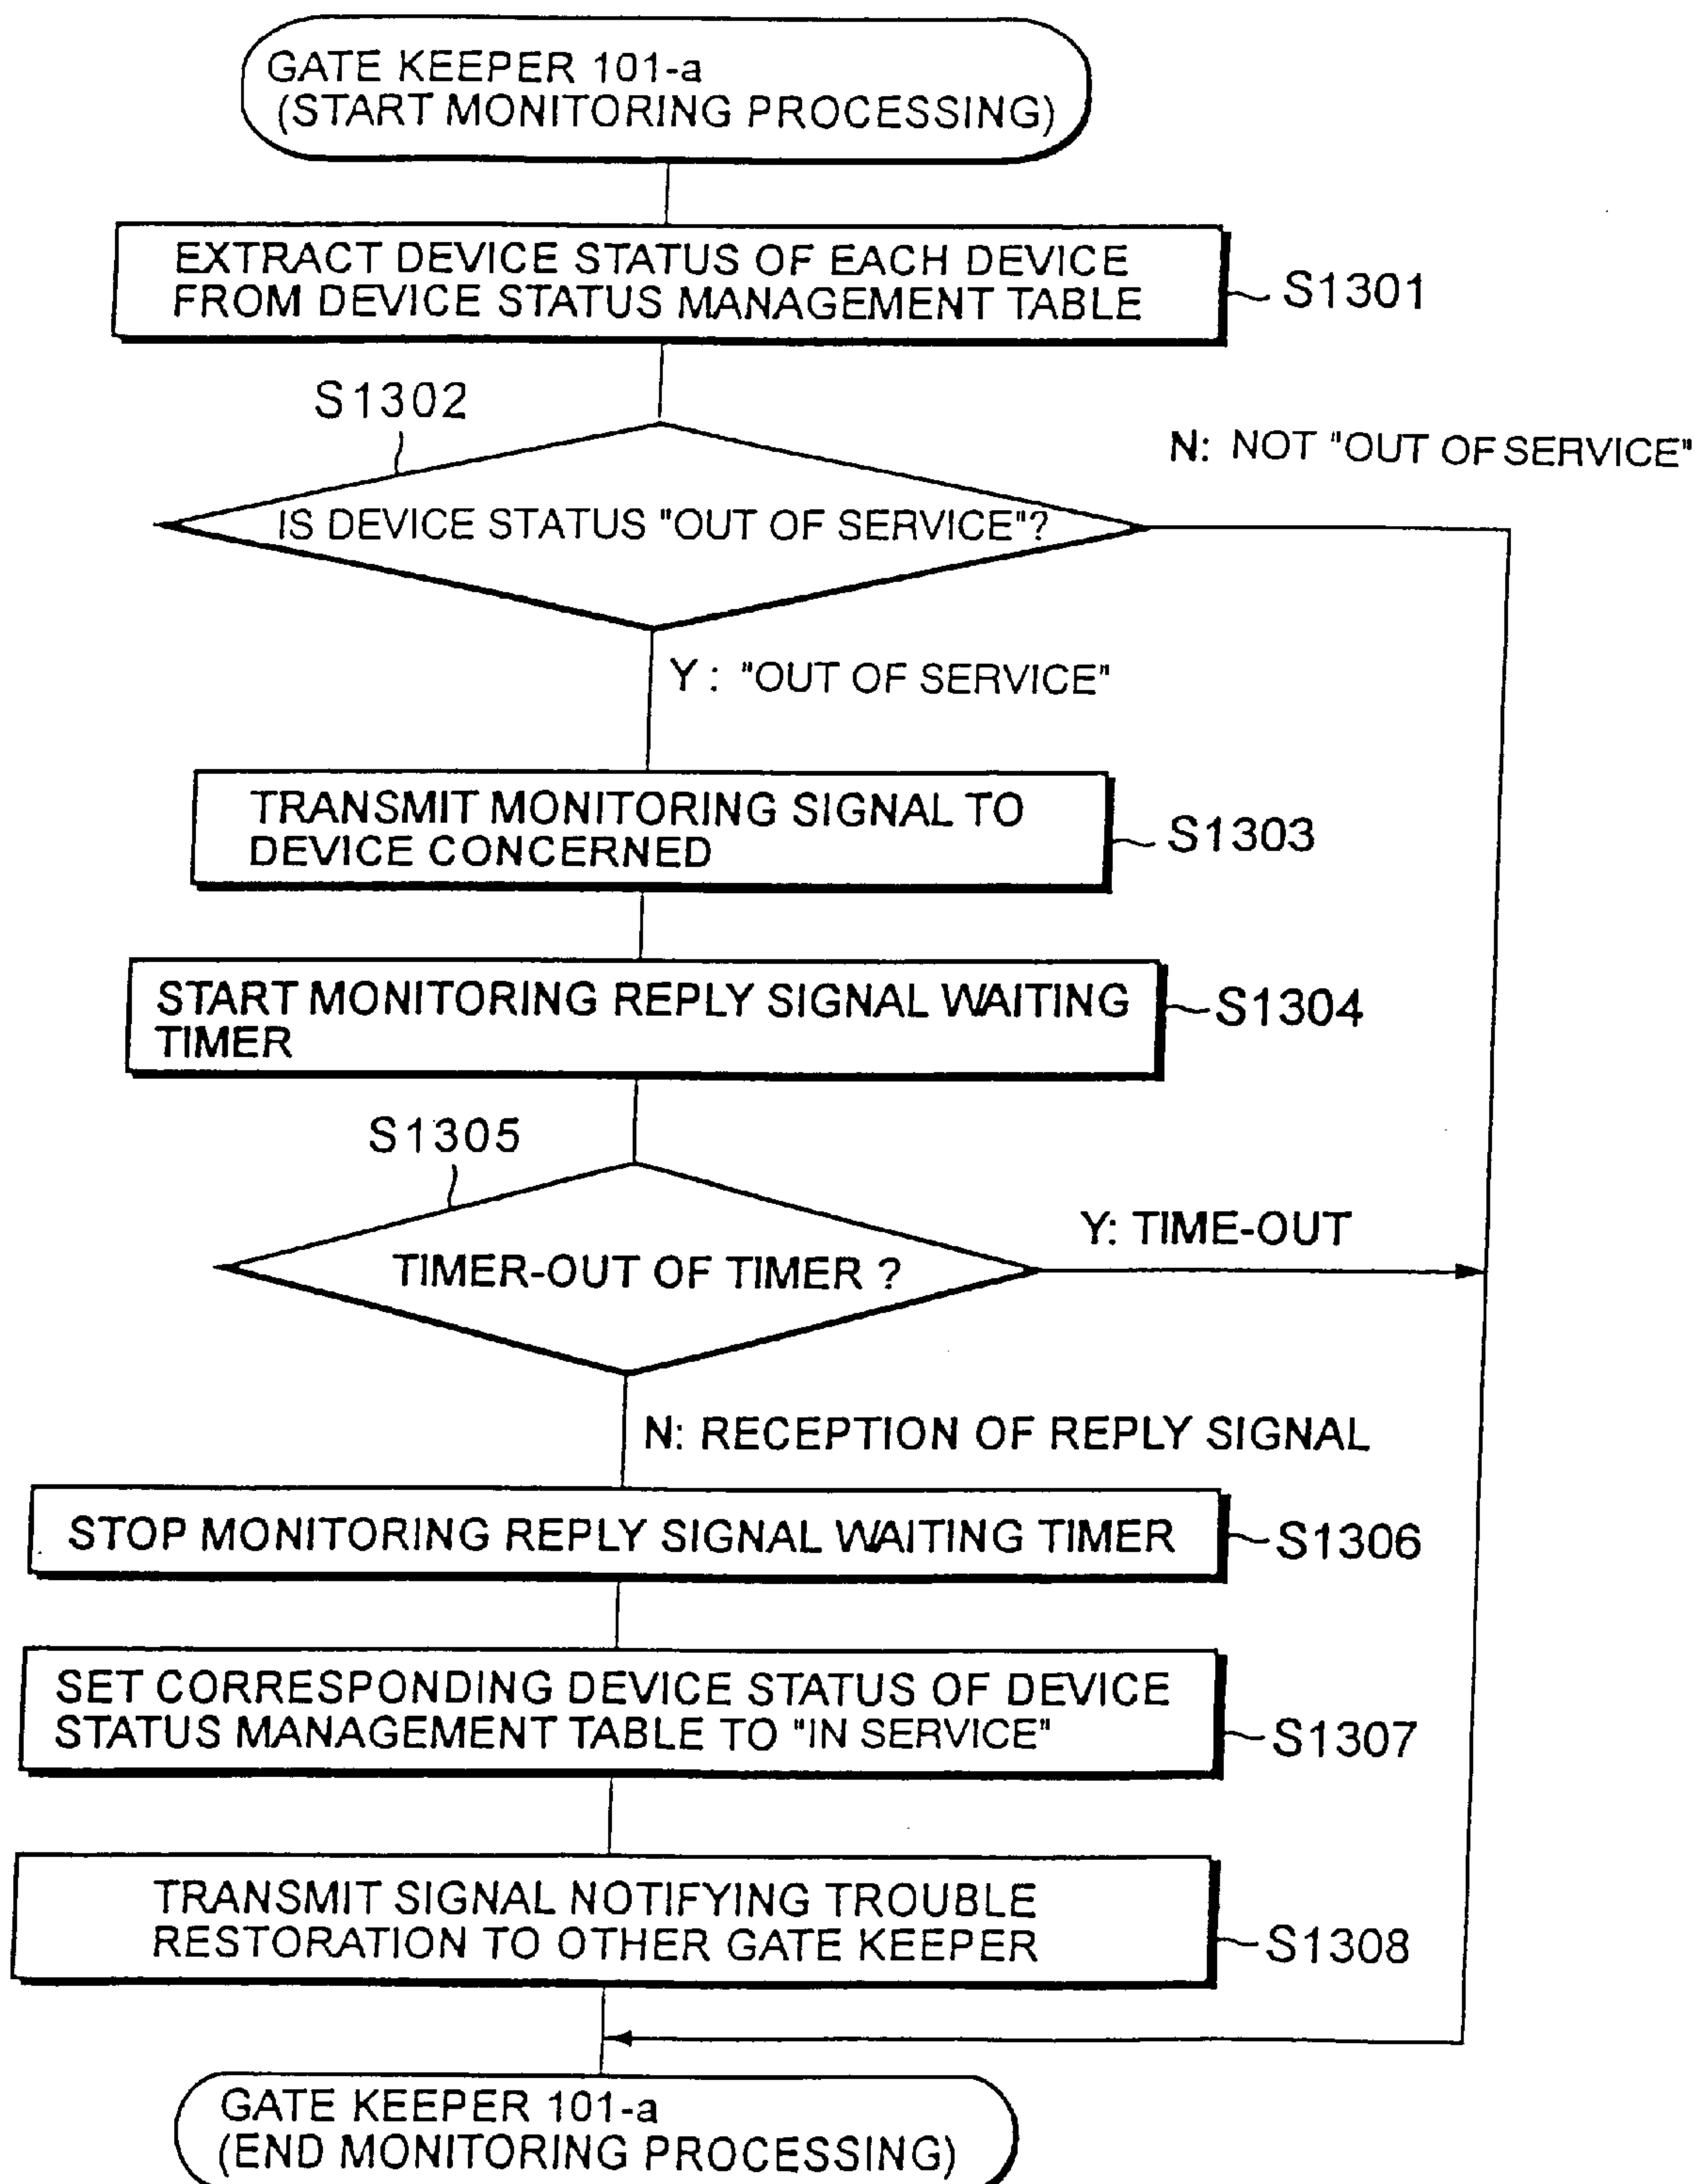 GATE KEEPER 101-a
(START MONITORING PROCESSING)
EXTRACT DEVICE STATUS OF EACH DEVICE
FROM DEVICE STATUS MANAGEMENT TABLE
S1301
S1302
N: NOT "OUT OF SERVICE"
IS DEVICE STATUS "OUT OF SERVICE"?
Y : "OUT OF SERVICE"
TRANSMIT MONITORING SIGNAL TO
DEVICE CONCERNED
S1303
START MONITORING REPLY SIGNAL WAITING
TIMER
S1304
S1305
Y: TIME-OUT
TIMER-OUT OF TIMER ?
N: RECEPTION OF REPLY SIGNAL
STOP MONITORING REPLY SIGNAL WAITING TIMER
S1306
SET CORRESPONDING DEVICE STATUS OF DEVICE
STATUS MANAGEMENT TABLE TO "IN SERVICE"
S1307
TRANSMIT SIGNAL NOTIFYING TROUBLE
RESTORATION TO OTHER GATE KEEPER
S1308
GATE KEEPER 101-a
(END MONITORING PROCESSING)